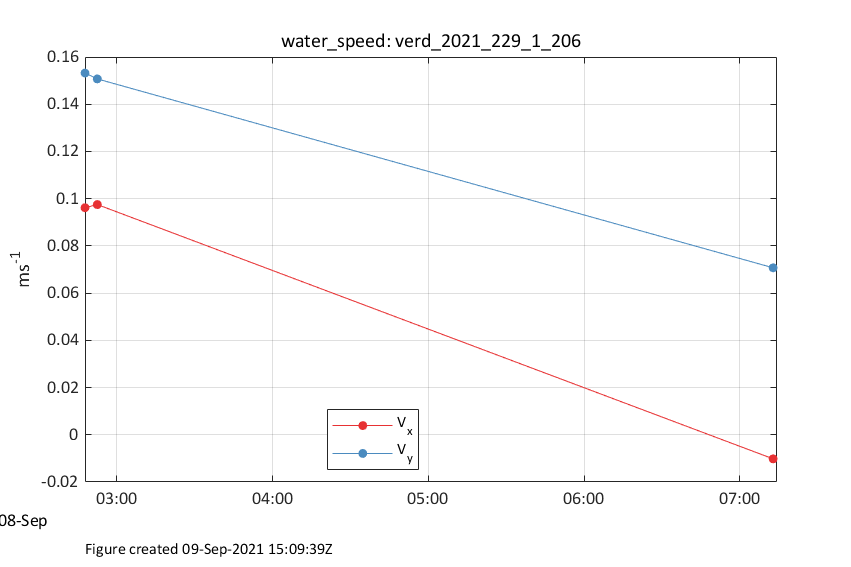 water_speed: verd_2021_229_1_206
0.16
0.14
0.12
0.1
0.08
0.06
0.04
0.02
0
-0.02
ms⁻¹
Vₓ
V_y
03:00 04:00 05:00 06:00 07:00
08-Sep
Figure created 09-Sep-2021 15:09:39Z